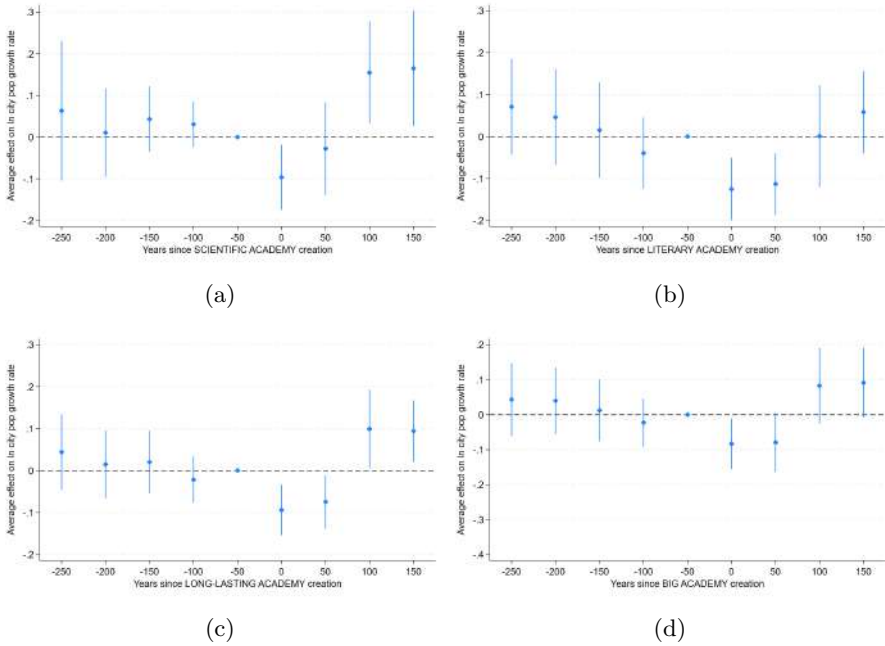 Average effect on ln city pop growth rate
.3
.2
.1
0
-.1
-.2
-250 -200 -150 -100 -50 0 50 100 150
Years since SCIENTIFIC ACADEMY creation
(a)
Average effect on ln city pop growth rate
.3
.2
.1
0
-.1
-.2
-250 -200 -150 -100 -50 0 50 100 150
Years since LITERARY ACADEMY creation
(b)
Average effect on ln city pop growth rate
.3
.2
.1
0
-.1
-.2
-250 -200 -150 -100 -50 0 50 100 150
Years since LONG-LASTING ACADEMY creation
(c)
Average effect on ln city pop growth rate
.2
.1
0
-.1
-.2
-.3
-.4
-250 -200 -150 -100 -50 0 50 100 150
Years since BIG ACADEMY creation
(d)